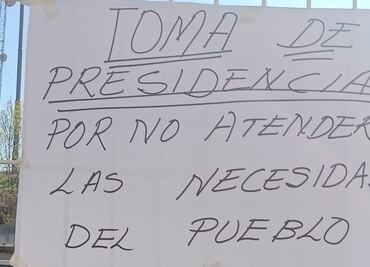 TOMA DE
PRESIDENCIA
POR NO ATENDER
LAS NECESIDA
DEL PUEBLO